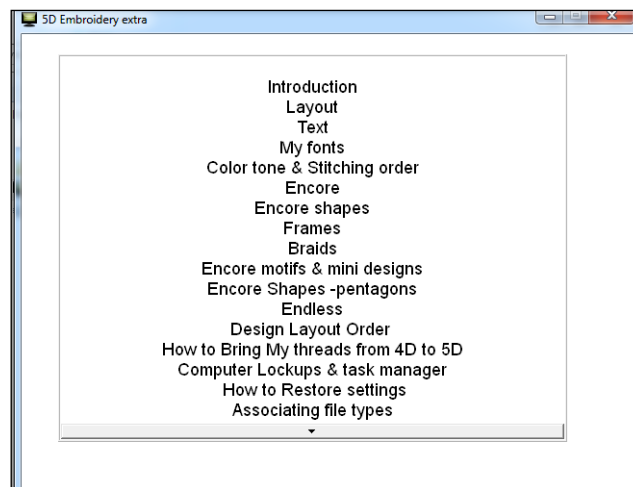 5D Embroidery extra
Introduction
Layout
Text
My fonts
Color tone & Stitching order
Encore
Encore shapes
Frames
Braids
Encore motifs & mini designs
Encore Shapes -pentagons
Endless
Design Layout Order
How to Bring My threads from 4D to 5D
Computer Lockups & task manager
How to Restore settings
Associating file types